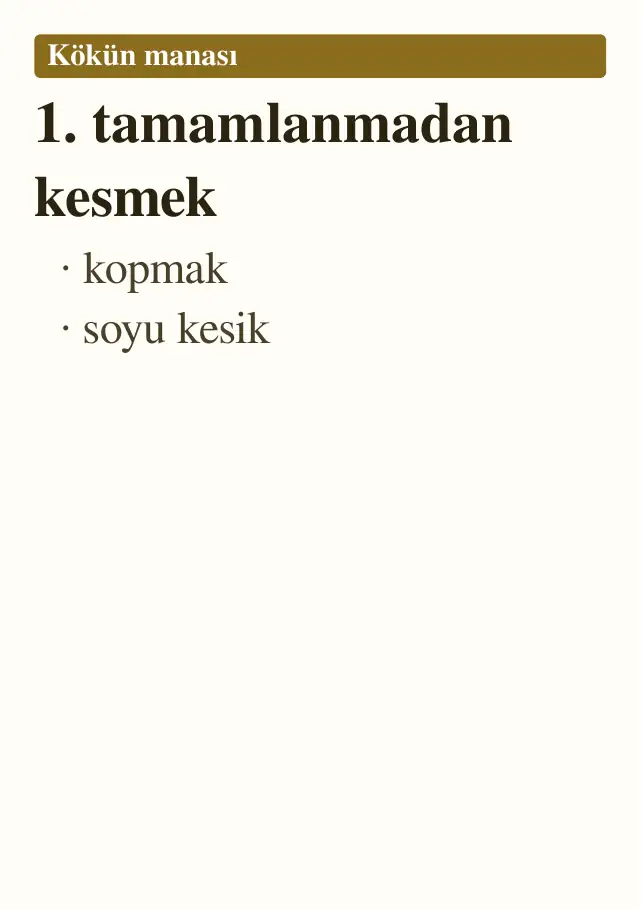 Kökün manası
1. tamamlanmadan
kesmek
· kopmak
· soyu kesik